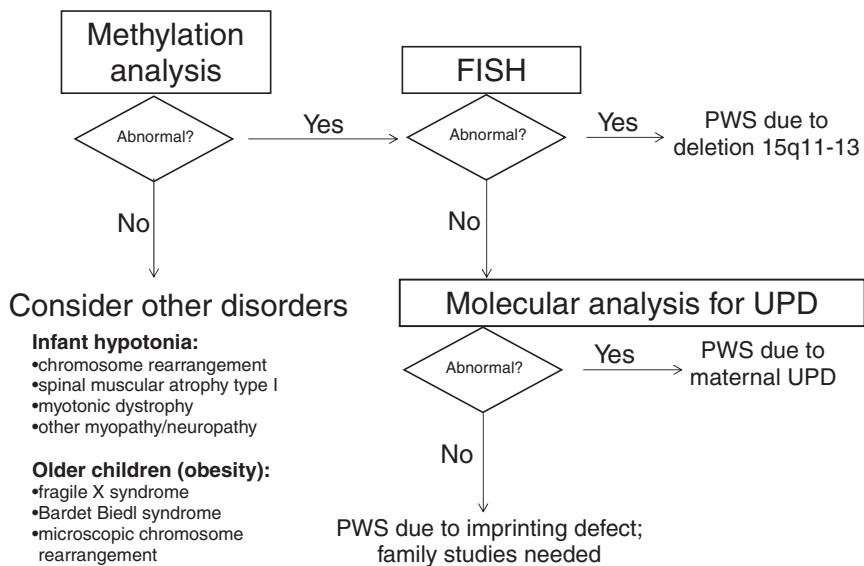 Methylation
analysis
Abnormal?
Yes
FISH
Abnormal?
Yes
PWS due to
deletion 15q11-13
No
No
Consider other disorders
Infant hypotonia:
•chromosome rearrangement
•spinal muscular atrophy type I
•myotonic dystrophy
•other myopathy/neuropathy
Older children (obesity):
•fragile X syndrome
•Bardet Biedl syndrome
•microscopic chromosome
rearrangement
Molecular analysis for UPD
Abnormal?
Yes
PWS due to
maternal UPD
No
PWS due to imprinting defect;
family studies needed